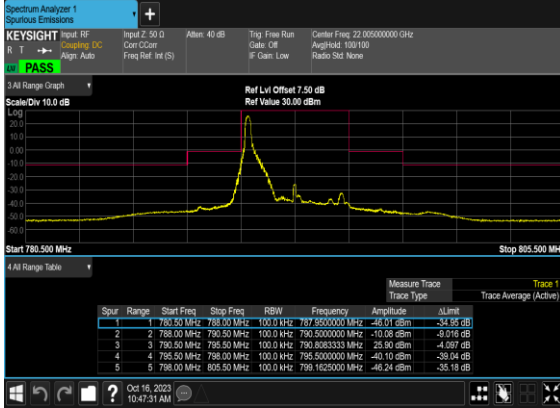 Spectrum Analyzer 1
Spurious Emissions
+
KEYSIGHT Input: RF Input Z: 50 Ω Atten: 40 dB Trig: Free Run Center Freq: 22.005000000 GHz
R T Coupling: DC Corr CCorr Gate: Off Avg|Hold: 100/100
Align: Auto Freq Ref: Int (S) IF Gain: Low Radio Std: None
PASS
3 All Range Graph
Ref Lvl Offset 7.50 dB
Scale/Div 10.0 dB Ref Value 30.00 dBm
Log
20.0
10.0
0.00
-10.0
-20.0
-30.0
-40.0
-50.0
-60.0
Start 780.500 MHz Stop 805.500 MH
4 All Range Table
Measure Trace Trace 1
Trace Type Trace Average (Active)
Spur Range Start Freq Stop Freq RBW Frequency Amplitude ΔLimit
1 1 780.50 MHz 788.00 MHz 100.0 kHz 787.9500000 MHz -46.01 dBm -34.95 dB
2 2 788.00 MHz 790.50 MHz 100.0 kHz 790.5000000 MHz -10.08 dBm -9.016 dB
3 3 790.50 MHz 795.50 MHz 100.0 kHz 790.8083333 MHz 25.90 dBm -4.097 dB
4 4 795.50 MHz 798.00 MHz 100.0 kHz 795.5000000 MHz -40.10 dBm -39.04 dB
5 5 798.00 MHz 805.50 MHz 100.0 kHz 799.1625000 MHz -46.24 dBm -35.18 dB
? Oct 16, 2023
10:47:31 AM